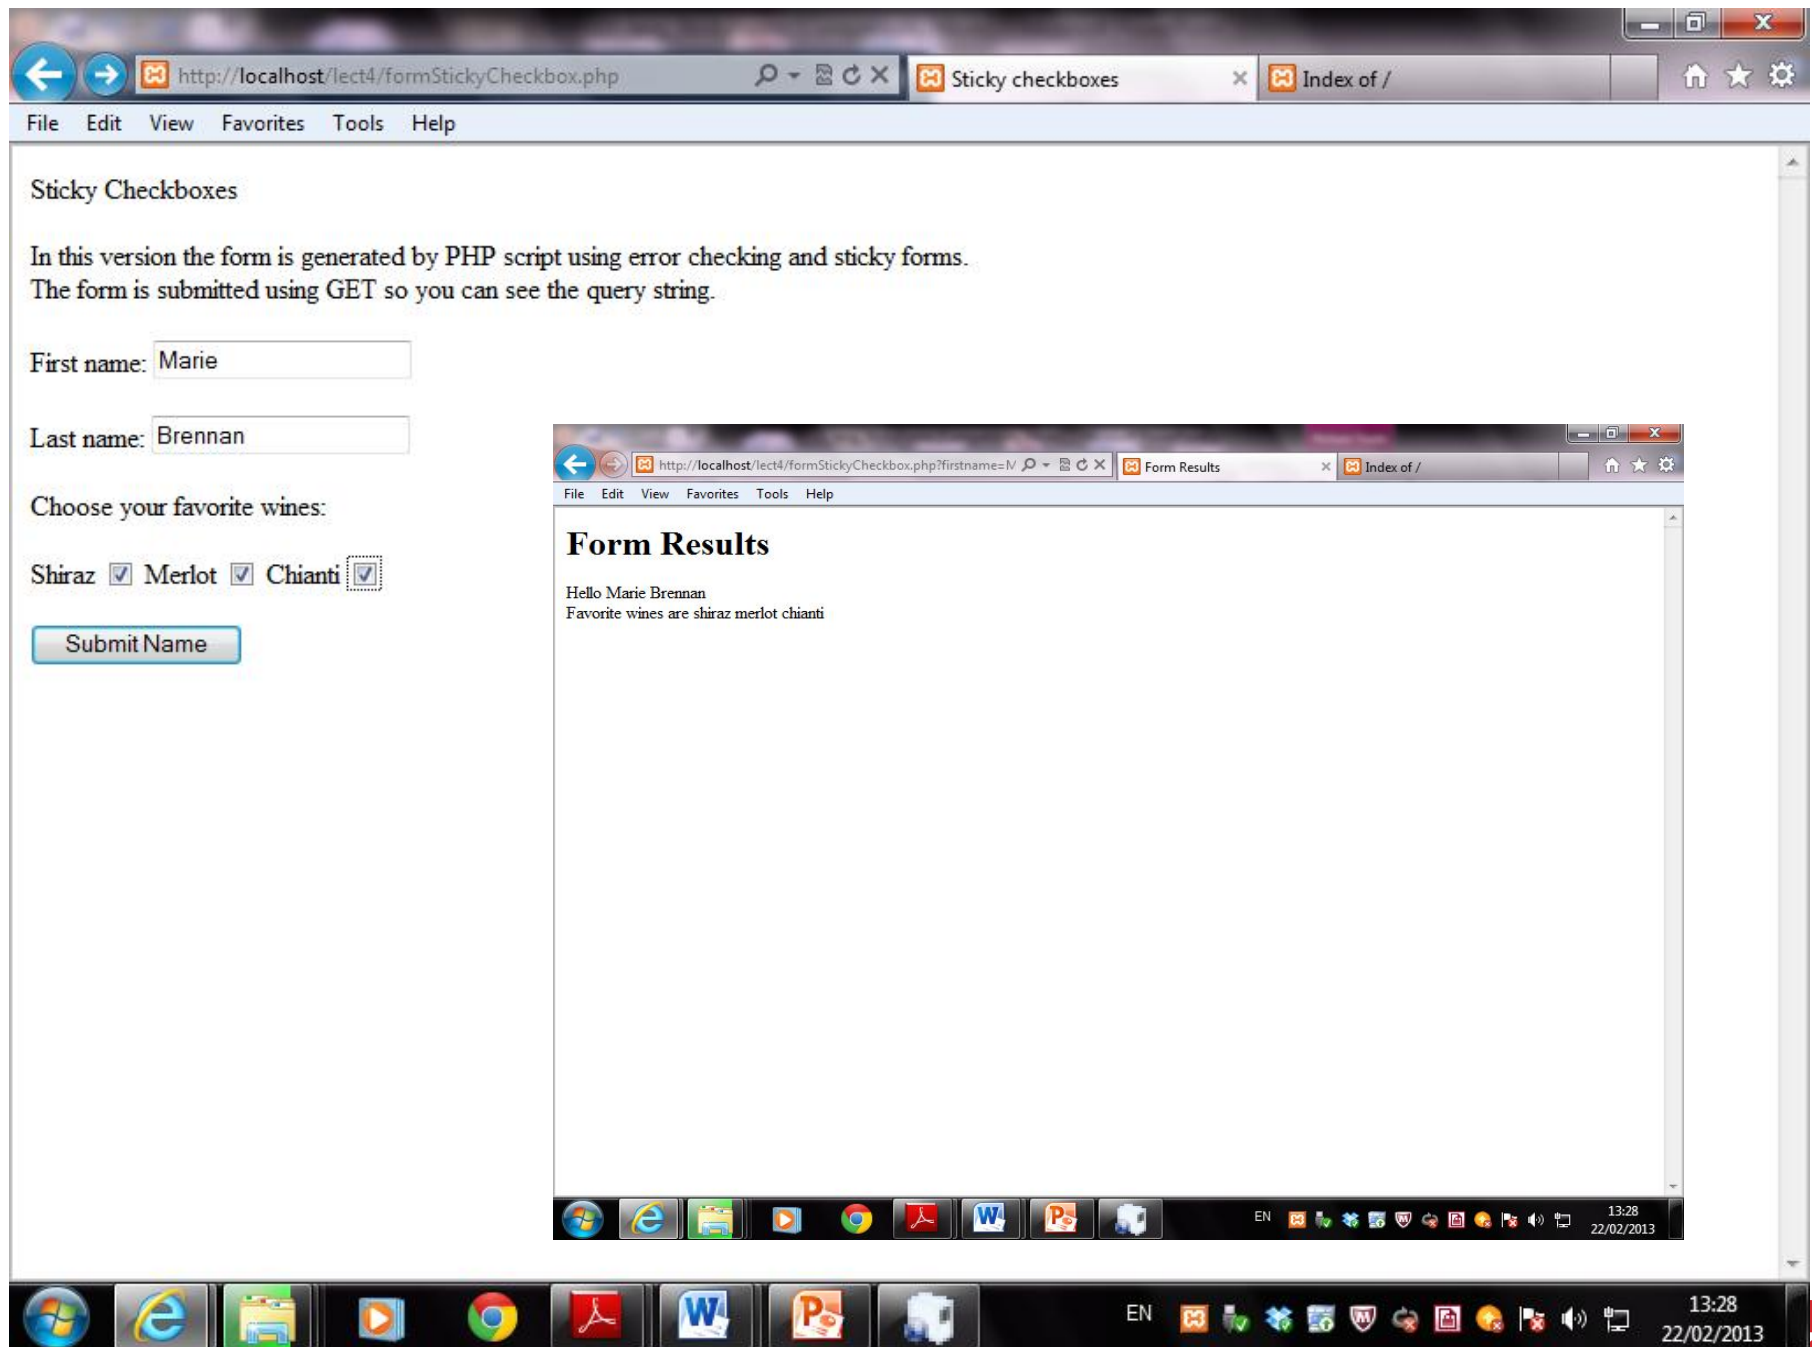 http://localhost/lect4/formStickyCheckbox.php
Sticky checkboxes
Index of /
File Edit View Favorites Tools Help
Sticky Checkboxes
In this version the form is generated by PHP script using error checking and sticky forms.
The form is submitted using GET so you can see the query string.
First name: Marie
Last name: Brennan
Choose your favorite wines:
Shiraz Merlot Chianti
Submit Name
http://localhost/lect4/formStickyCheckbox.php?firstname=M
Form Results
Index of /
File Edit View Favorites Tools Help
Form Results
Hello Marie Brennan
Favorite wines are shiraz merlot chianti
EN
13:28
22/02/2013
EN
13:28
22/02/2013